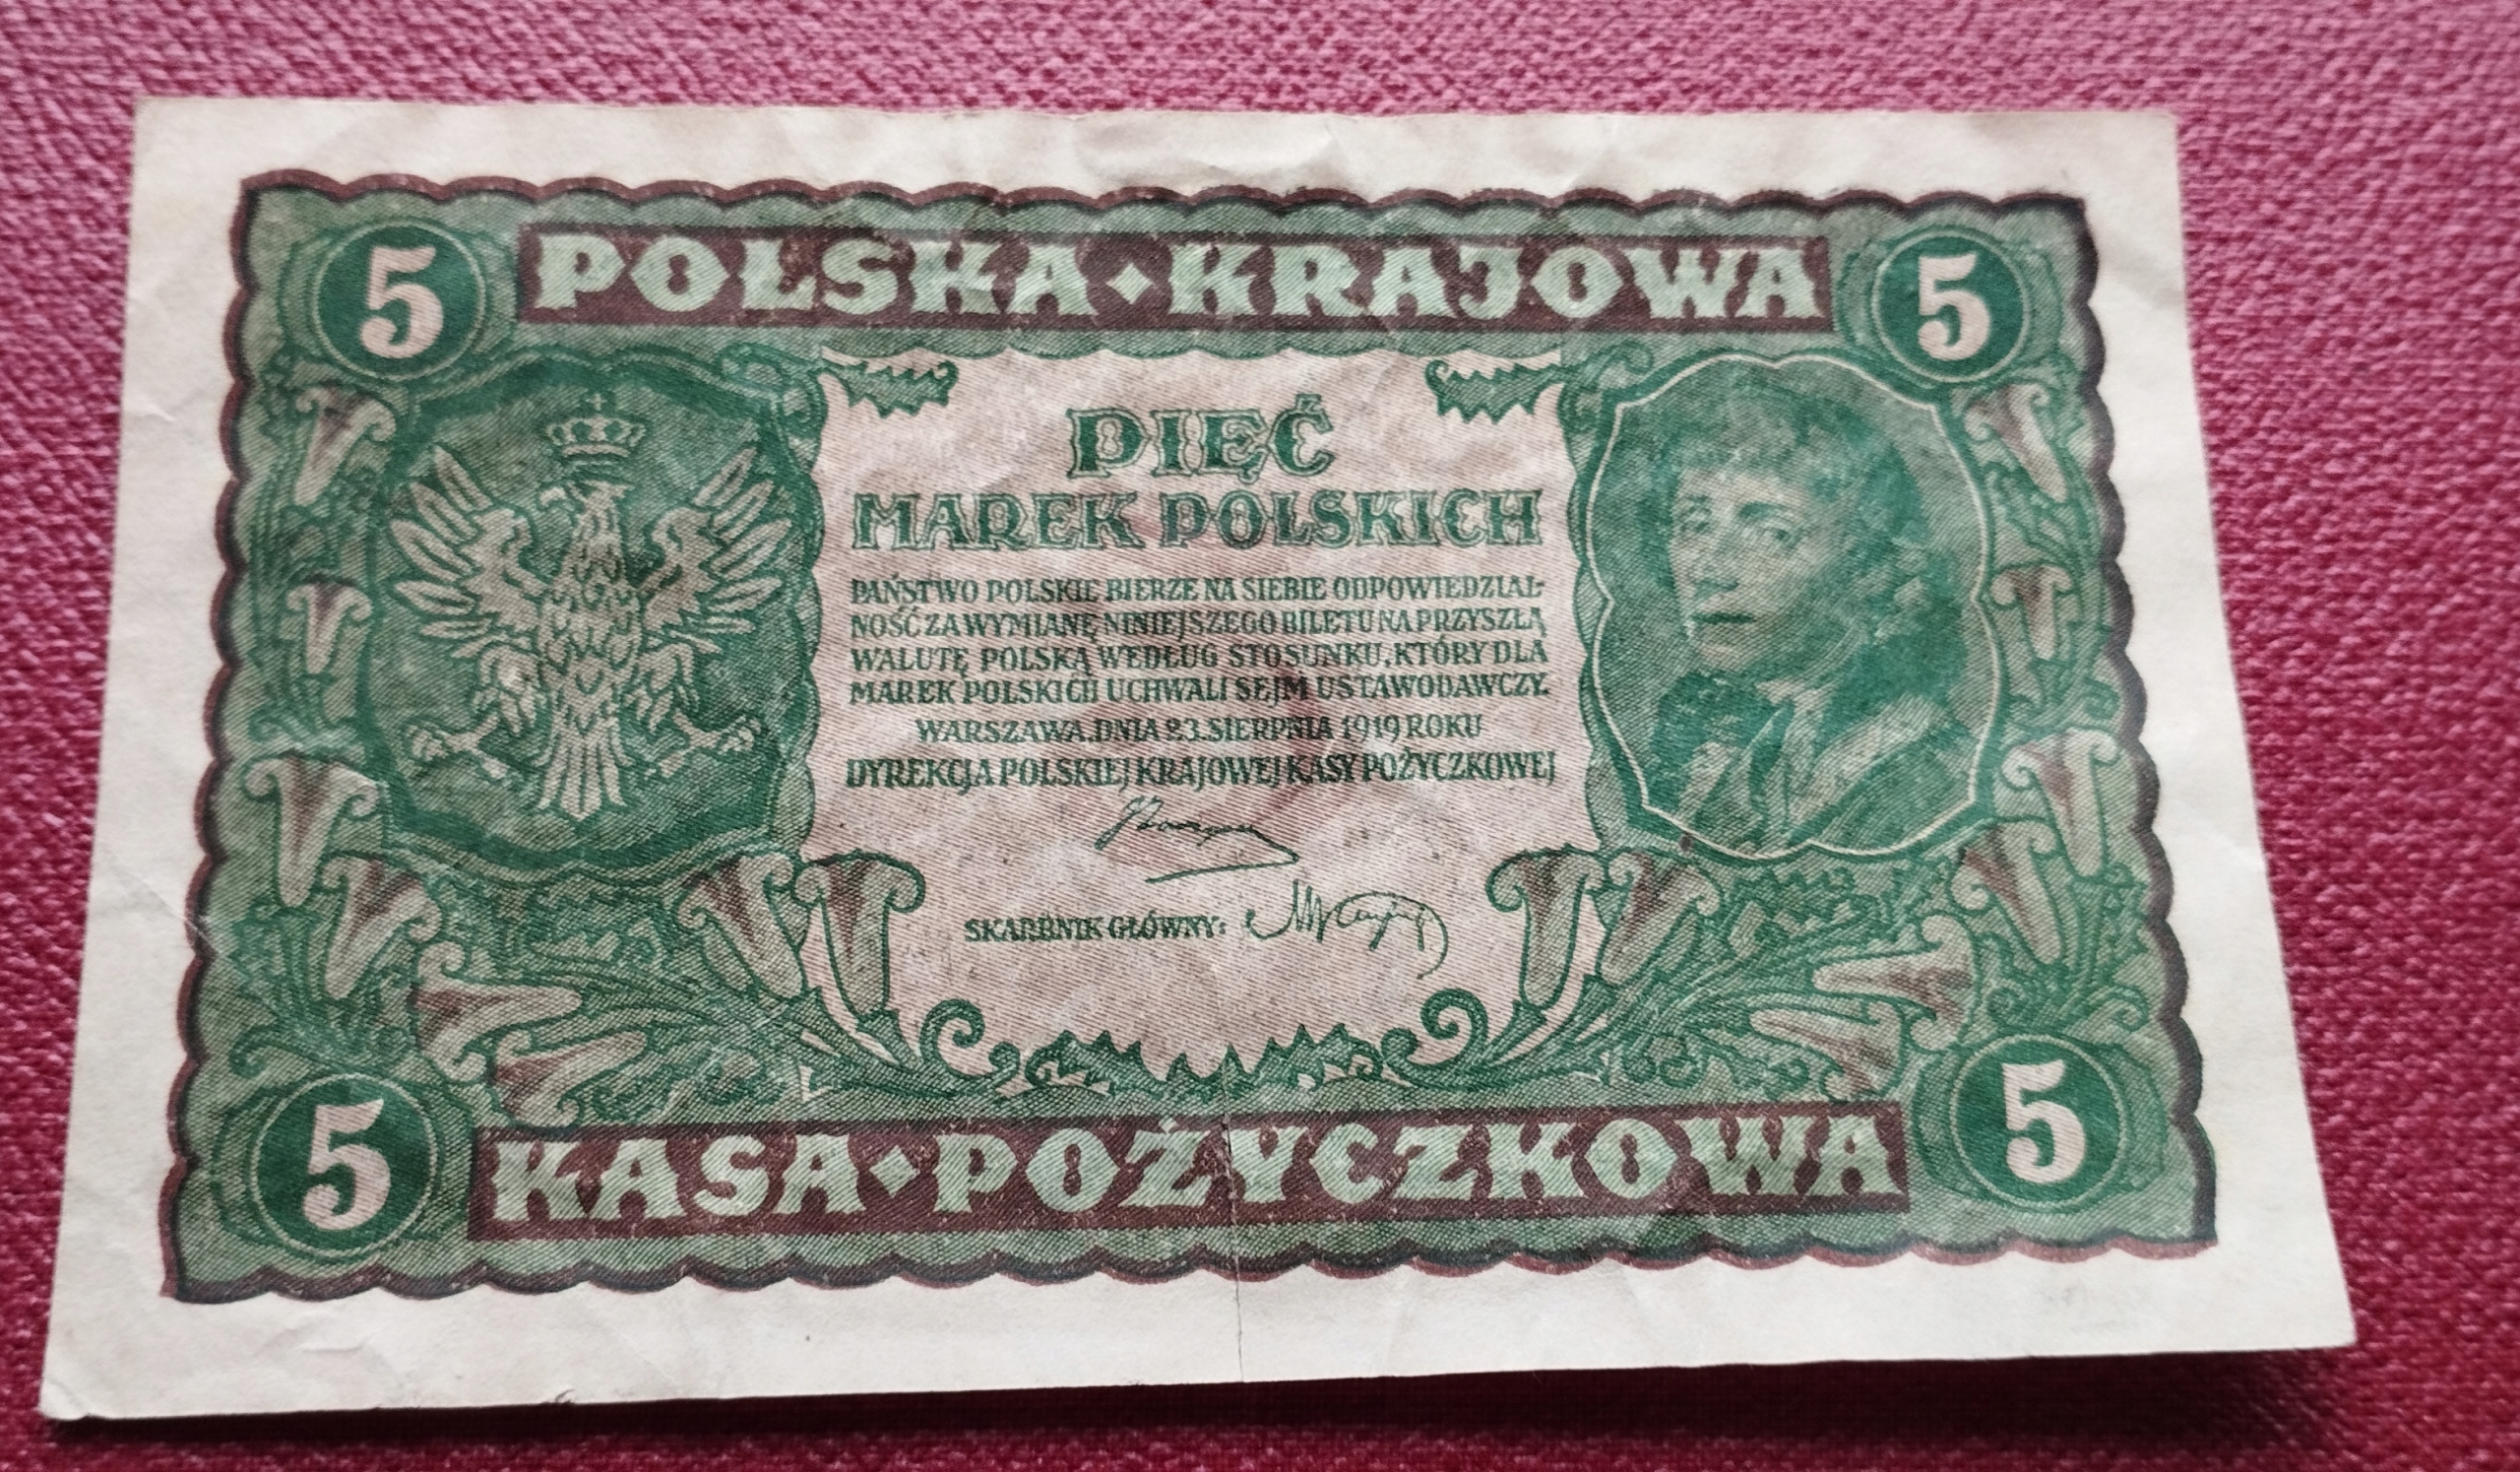 5 POLSKA ◆ KRAJOWA 5
PIĘĆ
MAREK POLSKICH
PAŃSTWO POLSKIE BIERZE NA SIEBIE ODPOWIEDZIAL-
NOŚĆ ZA WYMIANĘ NINIEJSZEGO BILETU NA PRZYSZŁĄ
WALUTĘ POLSKĄ WEDŁUG STOSUNKU, KTÓRY DLA
MAREK POLSKICH UCHWALI SEJM USTAWODAWCZY.
WARSZAWA, DNIA 23. SIERPNIA 1919 ROKU
DYREKCJA POLSKIEJ KRAJOWEJ KASY POŻYCZKOWEJ
SKARBNIK GŁÓWNY:
5 KASA ◆ POŻYCZKOWA 5